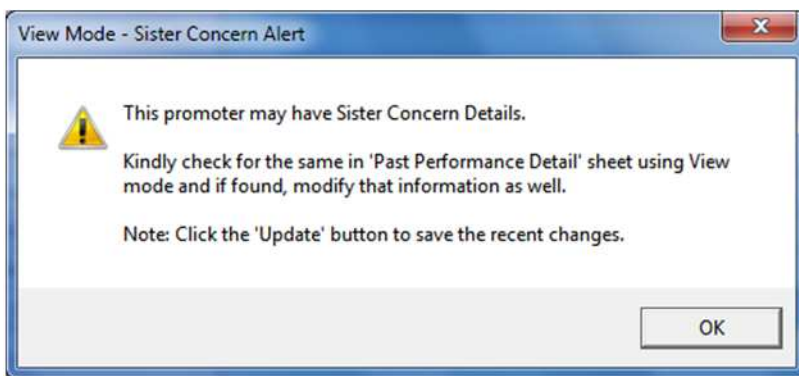 View Mode - Sister Concern Alert
This promoter may have Sister Concern Details.
Kindly check for the same in 'Past Performance Detail' sheet using View
mode and if found, modify that information as well.
Note: Click the 'Update' button to save the recent changes.
OK